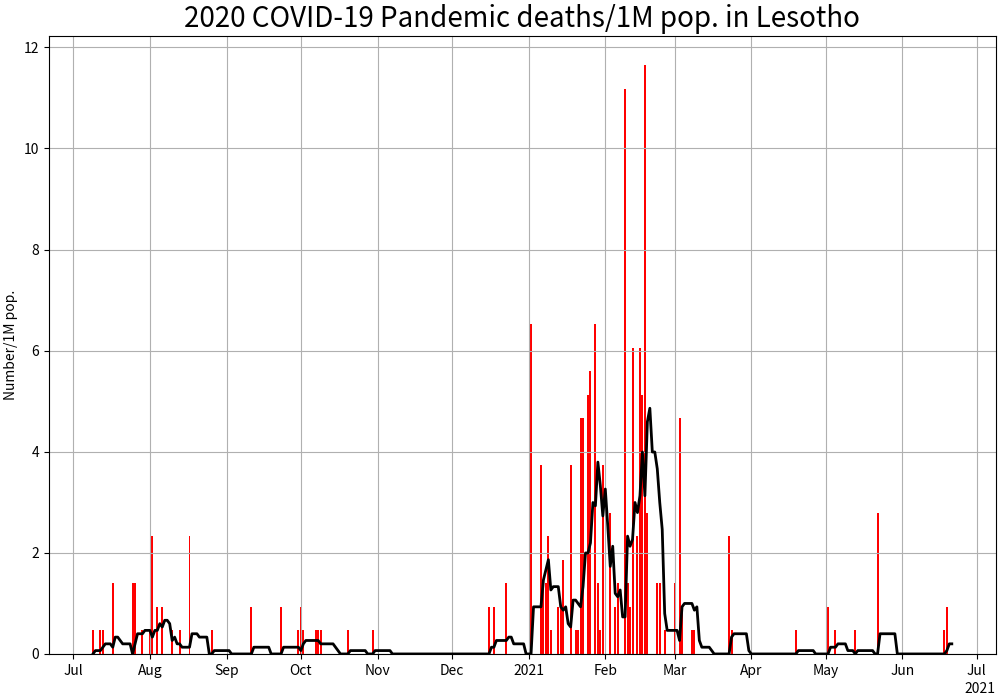 2020 COVID-19 Pandemic deaths/1M pop. in Lesotho
Number/1M pop.
12
10
8
6
4
2
0
Jul Aug Sep Oct Nov Dec 2021 Feb Mar Apr May Jun Jul
2021